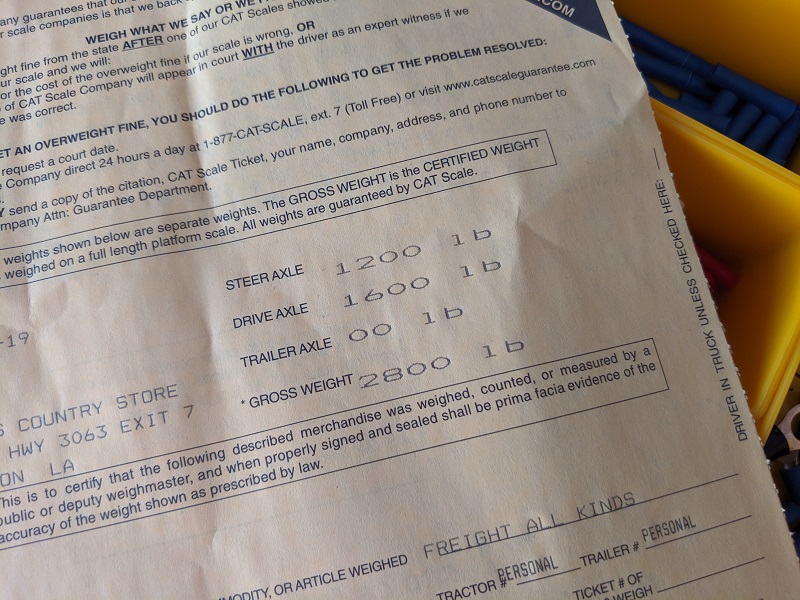 any guarantees that our
scale companies is that we back
WEIGH WHAT WE SAY OR WE
.COM
ght fine from the state AFTER one of our CAT Scales showed
ur scale and we will:
or the cost of the overweight fine if our scale is wrong, OR
of CAT Scale Company will appear in court WITH the driver as an expert witness if we
e was correct.
ET AN OVERWEIGHT FINE, YOU SHOULD DO THE FOLLOWING TO GET THE PROBLEM RESOLVED:
request a court date.
Company direct 24 hours a day at 1-877-CAT-SCALE, ext. 7 (Toll Free) or visit www.catscaleguarantee.com
Y send a copy of the citation, CAT Scale Ticket, your name, company, address, and phone number to
mpany Attn: Guarantee Department.
weights shown below are separate weights. The GROSS WEIGHT is the CERTIFIED WEIGHT
weighed on a full length platform scale. All weights are guaranteed by CAT Scale.
STEER AXLE 1200 lb
DRIVE AXLE 1600 lb
TRAILER AXLE 00 lb
* GROSS WEIGHT 2800 lb
-19
S COUNTRY STORE
HWY 3063 EXIT 7
ON LA
This is to certify that the following described merchandise was weighed, counted, or measured by a
public or deputy weighmaster, and when properly signed and sealed shall be prima facia evidence of the
accuracy of the weight shown as prescribed by law.
MODITY, OR ARTICLE WEIGHED FREIGHT ALL KINDS
TRACTOR # PERSONAL TRAILER # PERSONAL
TICKET # OF
WEIGH
DRIVER IN TRUCK UNLESS CHECKED HERE: